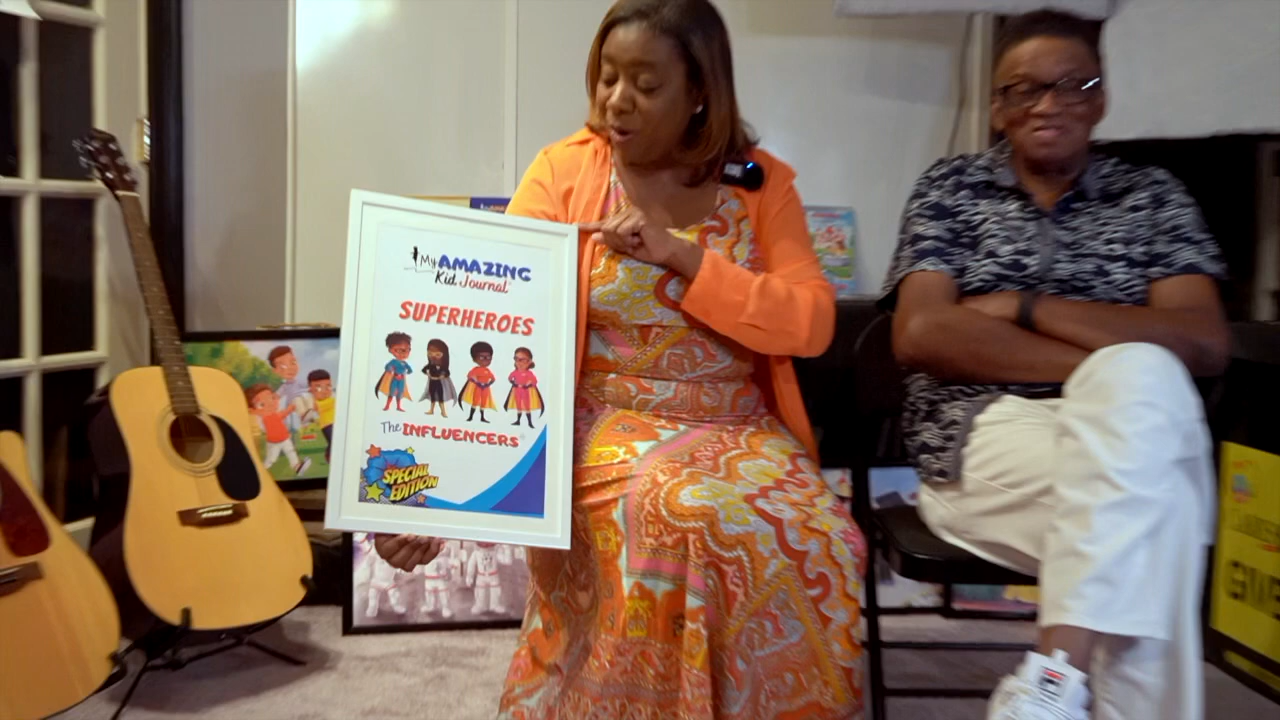 My AMAZING
Kid Journal
SUPERHEROES
The INFLUENCERS
SPECIAL
EDITION